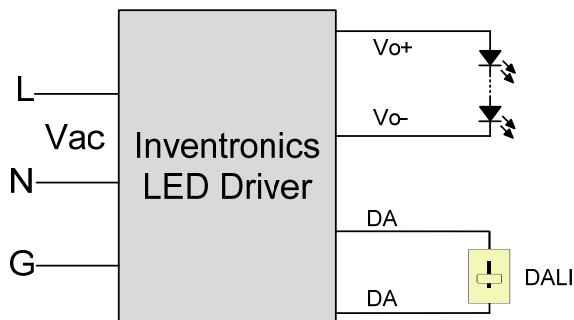 L
Vac
N
G
Inventronics
LED Driver
Vo+
Vo-
DA
DA
DALI